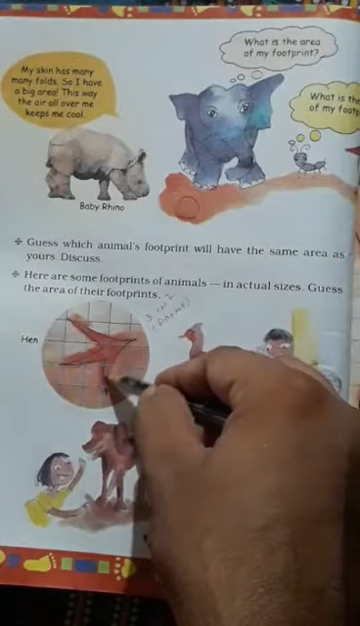 What is the area
of my footprint?
My skin has many
many folds. So I have
a big area! This way
the air all over me
keeps me cool.
What is th
of my footp
Baby Rhino
✤ Guess which animal's footprint will have the same area as
yours. Discuss.
✤ Here are some footprints of animals — in actual sizes. Guess
the area of their footprints.
Hen